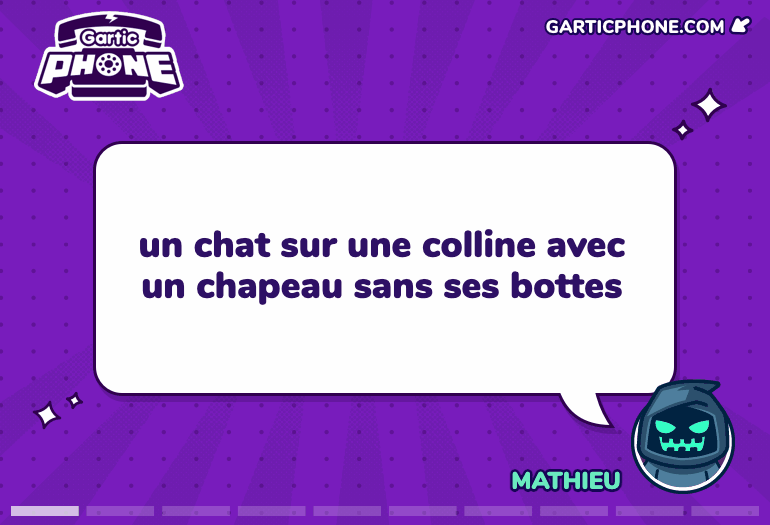 Gartic
PHONE
GARTICPHONE.COM
un chat sur une colline avec
un chapeau sans ses bottes
MATHIEU